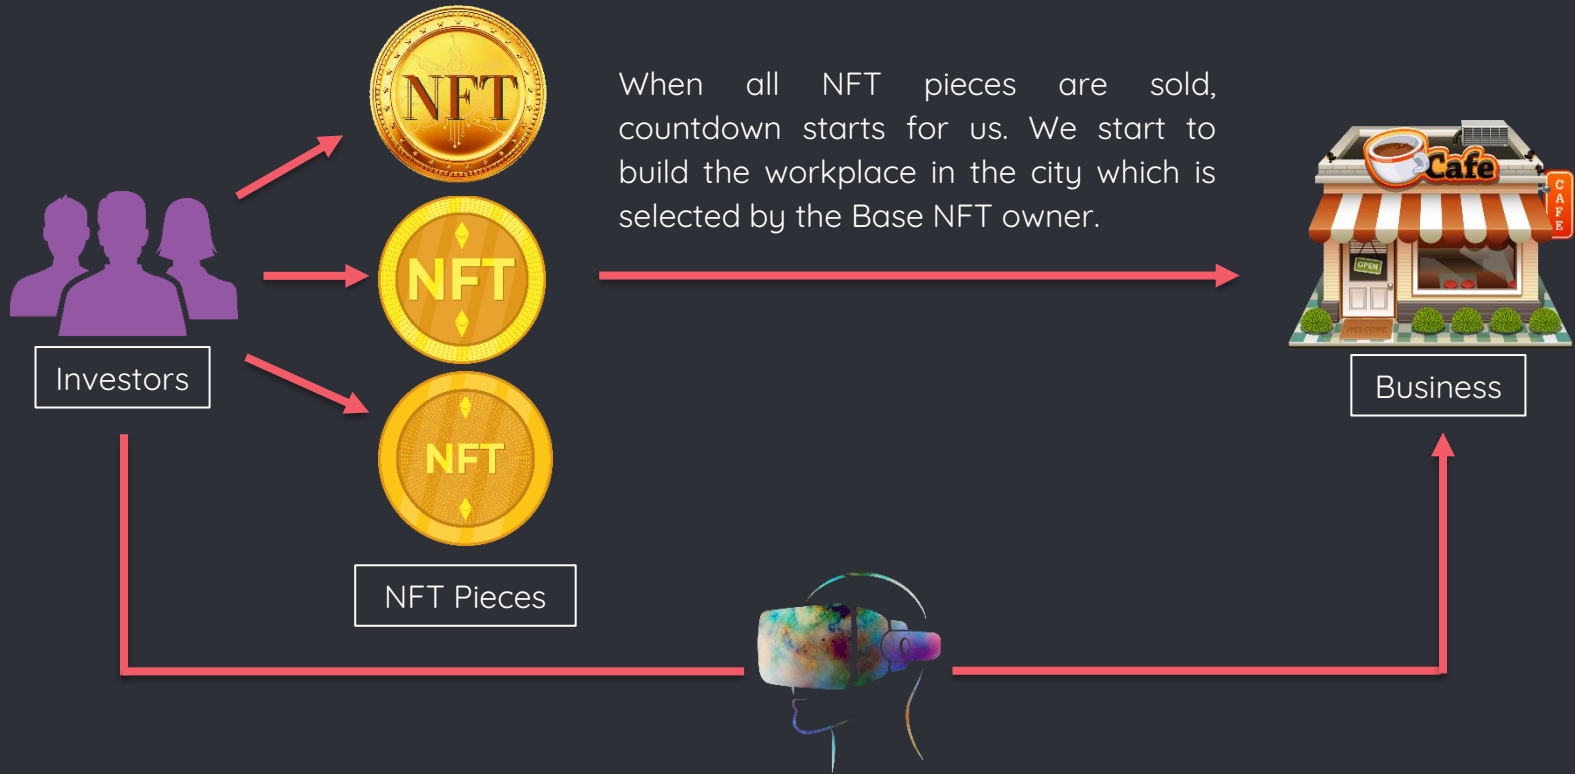 NFT
When all NFT pieces are sold,
countdown starts for us. We start to
build the workplace in the city which is
selected by the Base NFT owner.
Cafe
CAFE
OPEN
WELCOME
NFT
Investors
Business
NFT
NFT Pieces